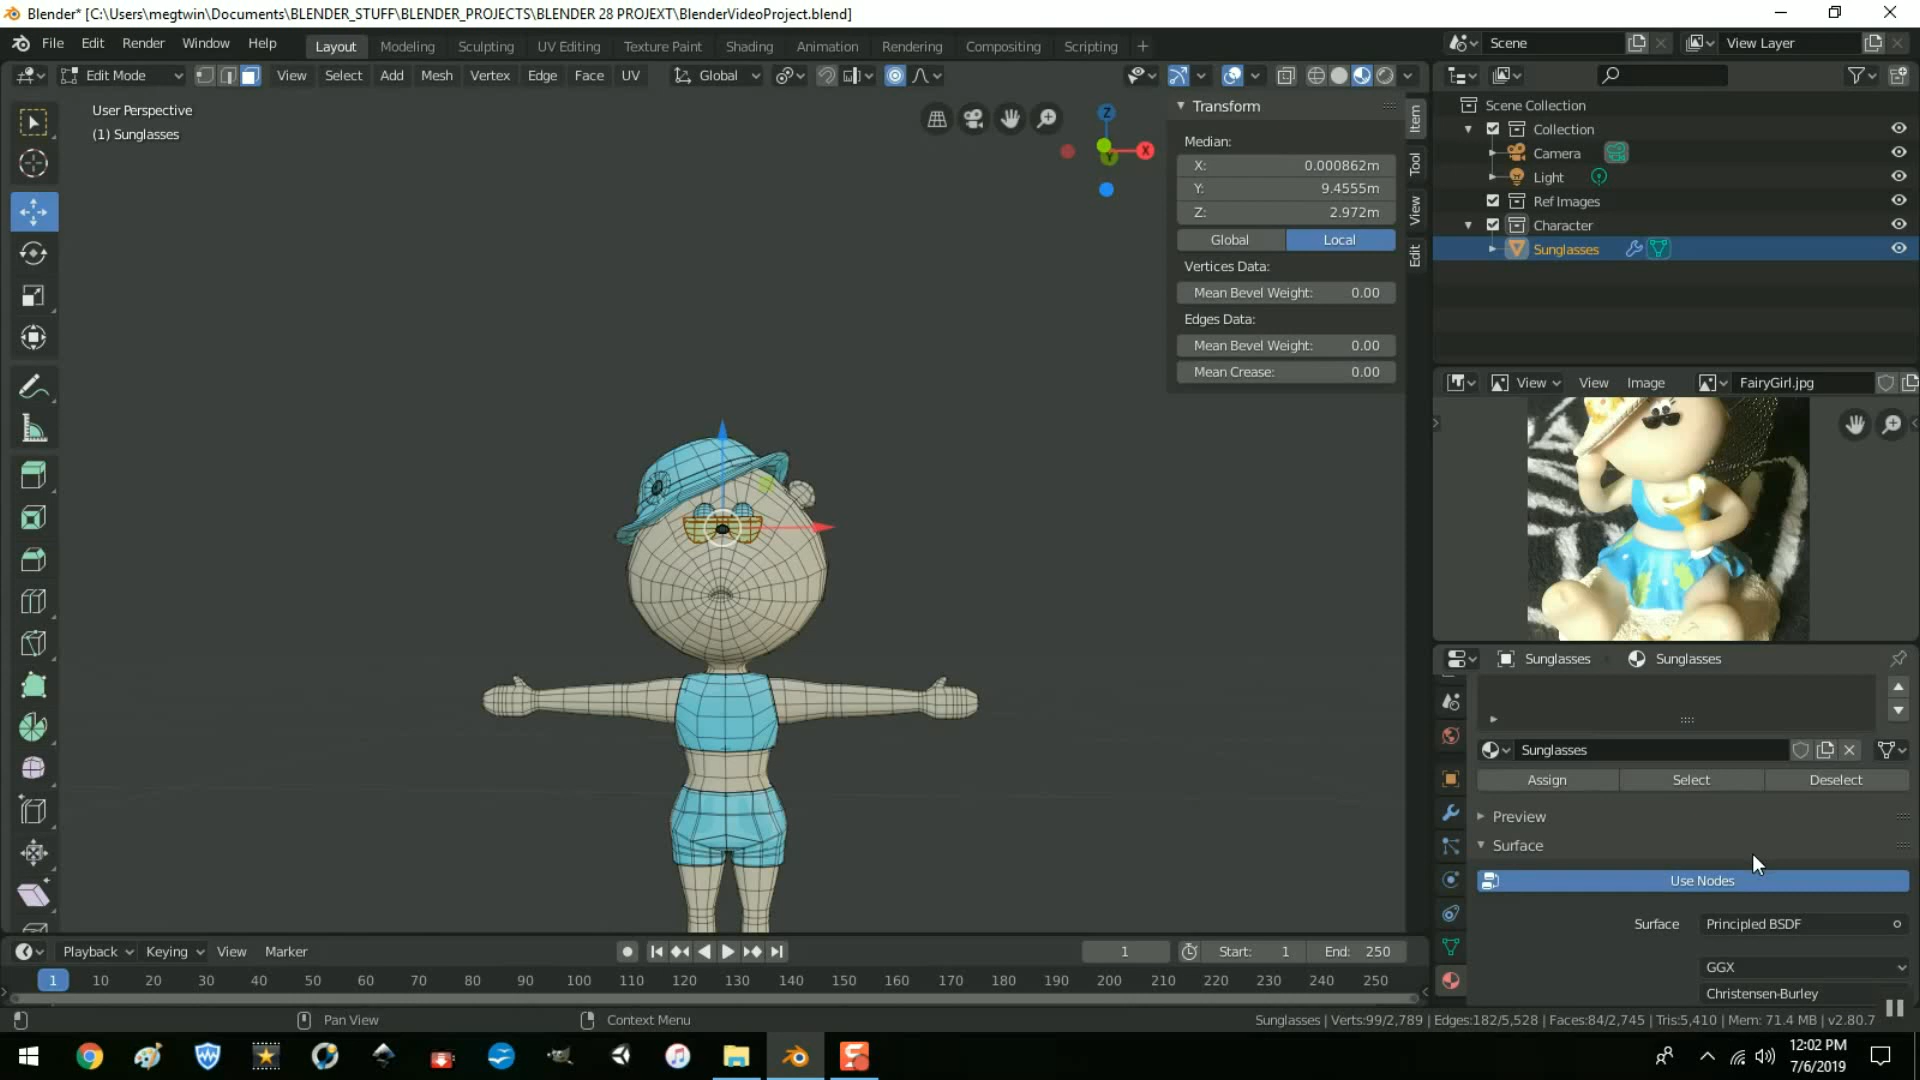 Blender* [C:\Users\megtwin\Documents\BLENDER_STUFF\BLENDER_PROJECTS\BLENDER 28 PROJEXT\BlenderVideoProject.blend]
File Edit Render Window Help Layout Modeling Sculpting UV Editing Texture Paint Shading Animation Rendering Compositing Scripting + Scene View Layer
Edit Mode View Select Add Mesh Vertex Edge Face UV Global
User Perspective
(1) Sunglasses
Z
X
Y
Transform
Median:
X: 0.000862m
Y: 9.4555m
Z: 2.972m
Global Local
Vertices Data:
Mean Bevel Weight: 0.00
Edges Data:
Mean Bevel Weight: 0.00
Mean Crease: 0.00
Item
Tool
View
Edit
Scene Collection
Collection
Camera
Light
Ref Images
Character
Sunglasses
View View Image FairyGirl.jpg
Sunglasses Sunglasses
Sunglasses
Assign Select Deselect
Preview
Surface
Use Nodes
Surface Principled BSDF
GGX
Christensen-Burley
Playback Keying View Marker 1 Start: 1 End: 250
1 10 20 30 40 50 60 70 80 90 100 110 120 130 140 150 160 170 180 190 200 210 220 230 240 250
Pan View Context Menu Sunglasses | Verts:99/2,789 | Edges:182/5,528 | Faces:84/2,745 | Tris:5,410 | Mem: 71.4 MB | v2.80.7
12:02 PM
7/6/2019